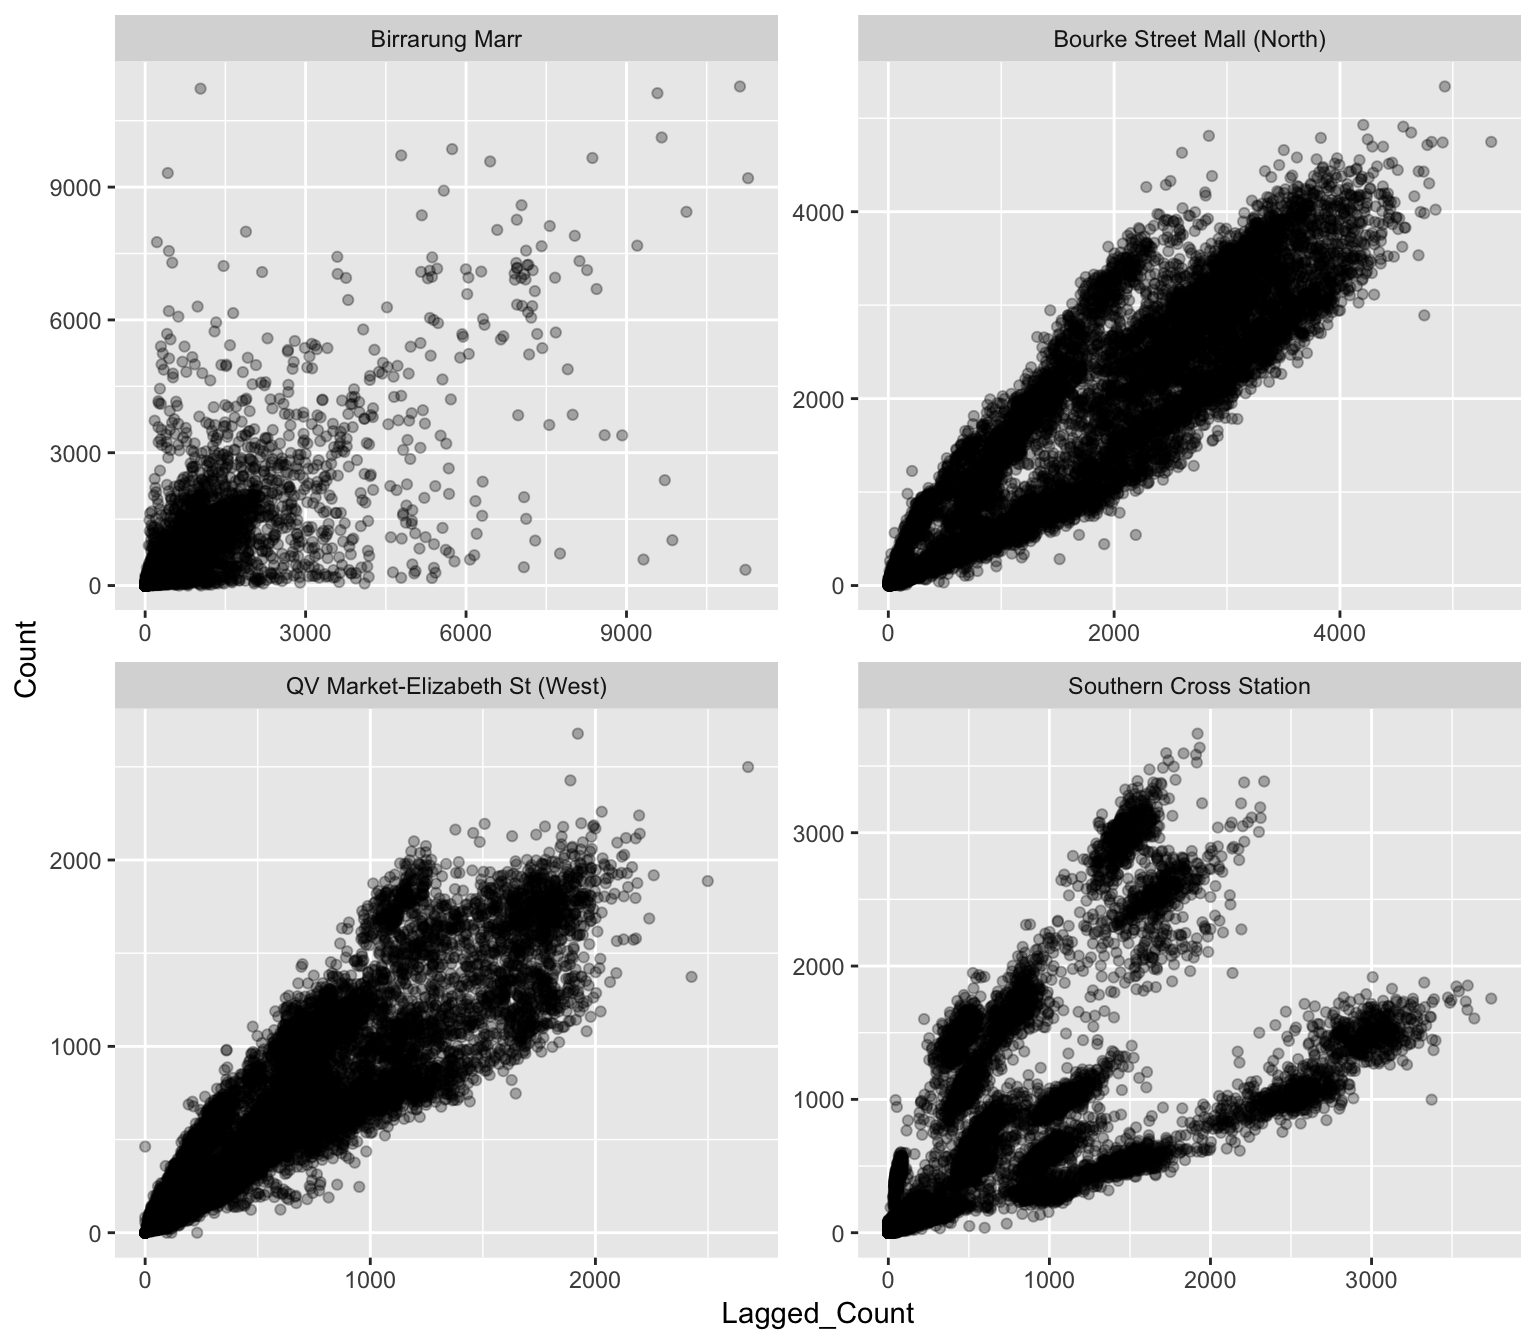 Birrarung Marr
Bourke Street Mall (North)
9000
6000
3000
0
4000
2000
0
0 3000 6000 9000
0 2000 4000
Count
QV Market-Elizabeth St (West)
Southern Cross Station
2000
1000
0
3000
2000
1000
0
0 1000 2000
0 1000 2000 3000
Lagged_Count